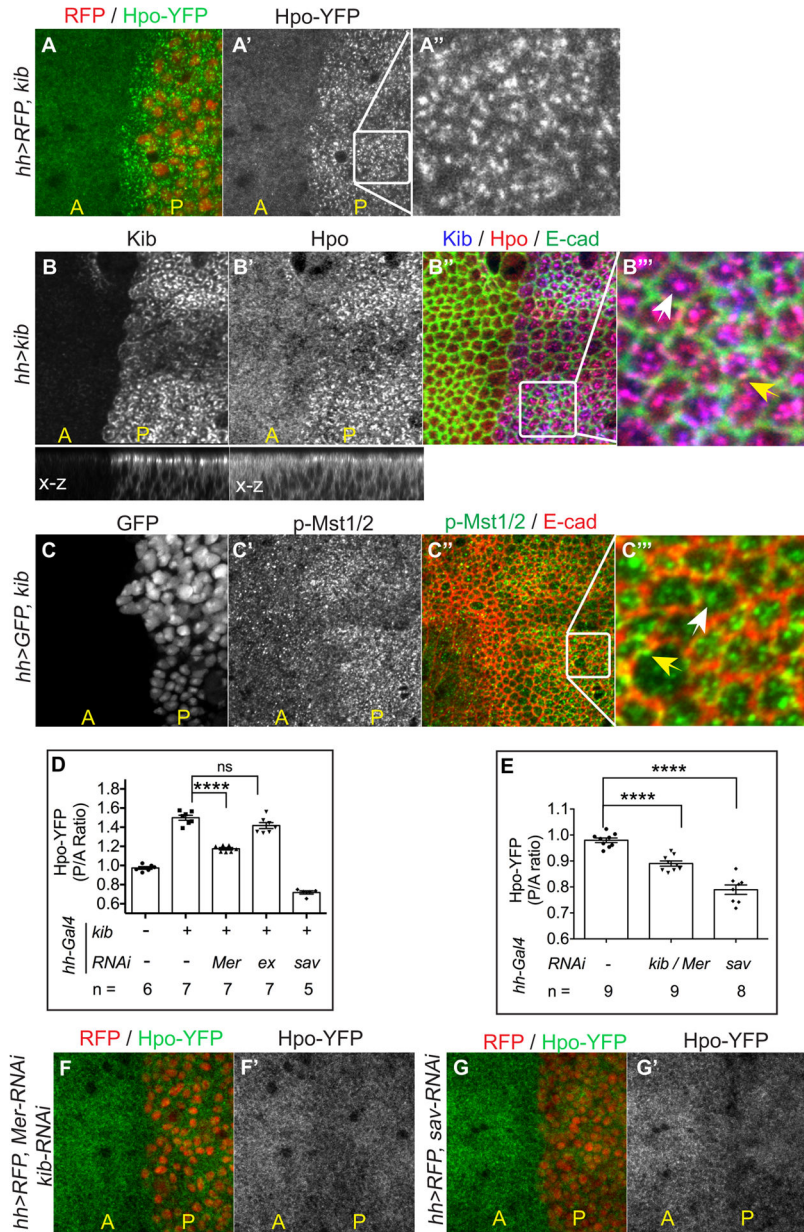 RFP / Hpo-YFP Hpo-YFP
hh>RFP, kib
A A' A''
A P A P
Kib Hpo Kib / Hpo / E-cad
hh>kib
B B' B'' B'''
A P A P
x-z x-z
GFP p-Mst1/2 p-Mst1/2 / E-cad
hh>GFP, kib
C C' C'' C'''
A P A P
D
ns
****
Hpo-YFP
(P/A Ratio)
1.8
1.6
1.4
1.2
1.0
0.8
0.6
hh-Gal4
kib - + + + +
RNAi - - Mer ex sav
n = 6 7 7 7 5
E
****
****
Hpo-YFP
(P/A ratio)
1.1
1.0
0.9
0.8
0.7
0.6
hh-Gal4
RNAi - kib / Mer sav
n = 9 9 8
RFP / Hpo-YFP Hpo-YFP
hh>RFP, Mer-RNAi
kib-RNAi
F F'
A P A P
RFP / Hpo-YFP Hpo-YFP
hh>RFP, sav-RNAi
G G'
A P A P